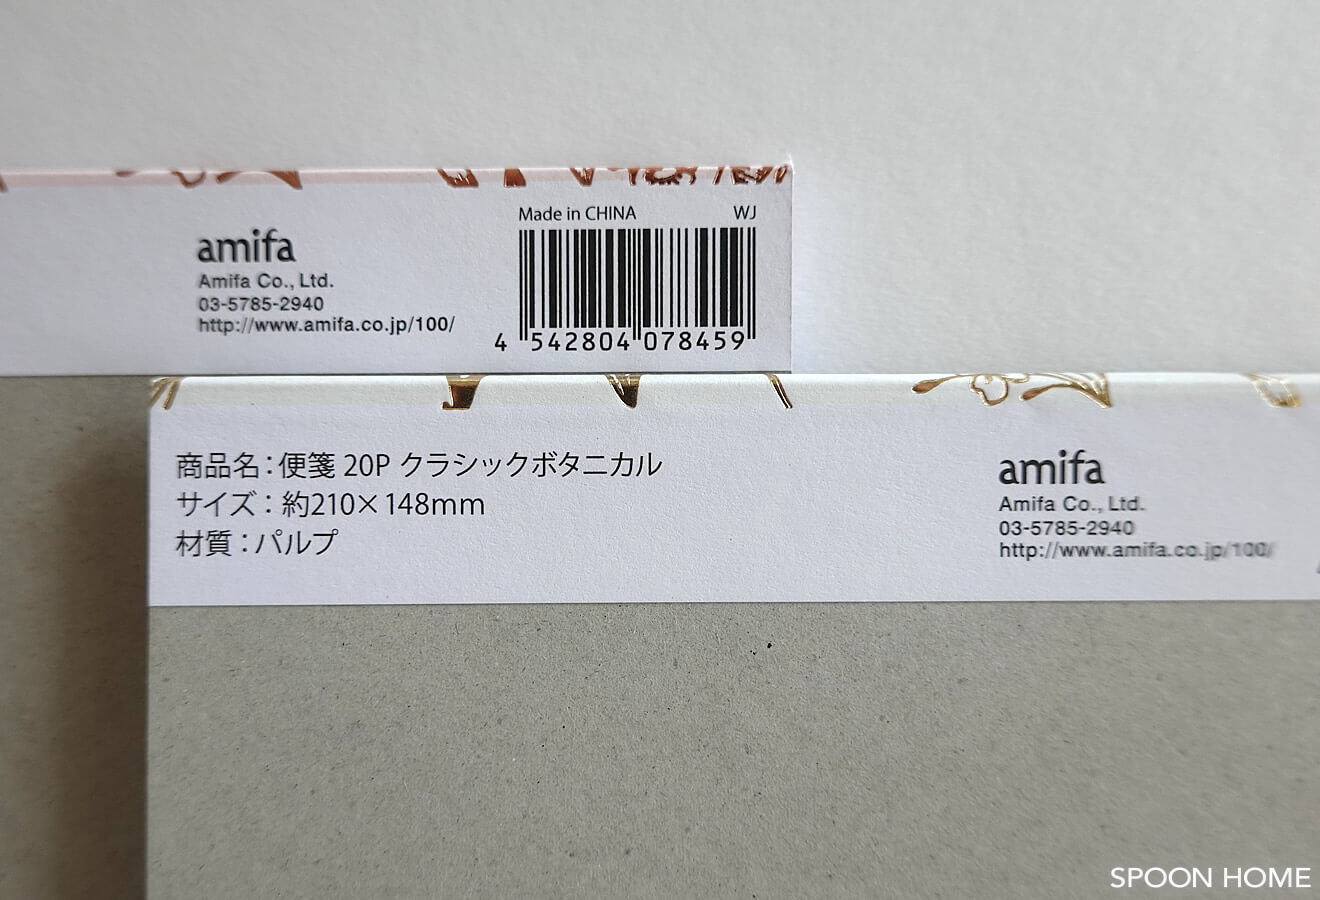 amifa
Amifa Co., Ltd.
03-5785-2940
http://www.amifa.co.jp/100/
Made in CHINA WJ
4 542804 078459
商品名：便箋 20P クラシックボタニカル
サイズ：約210×148mm
材質：パルプ
amifa
Amifa Co., Ltd.
03-5785-2940
http://www.amifa.co.jp/100/
SPOON HOME